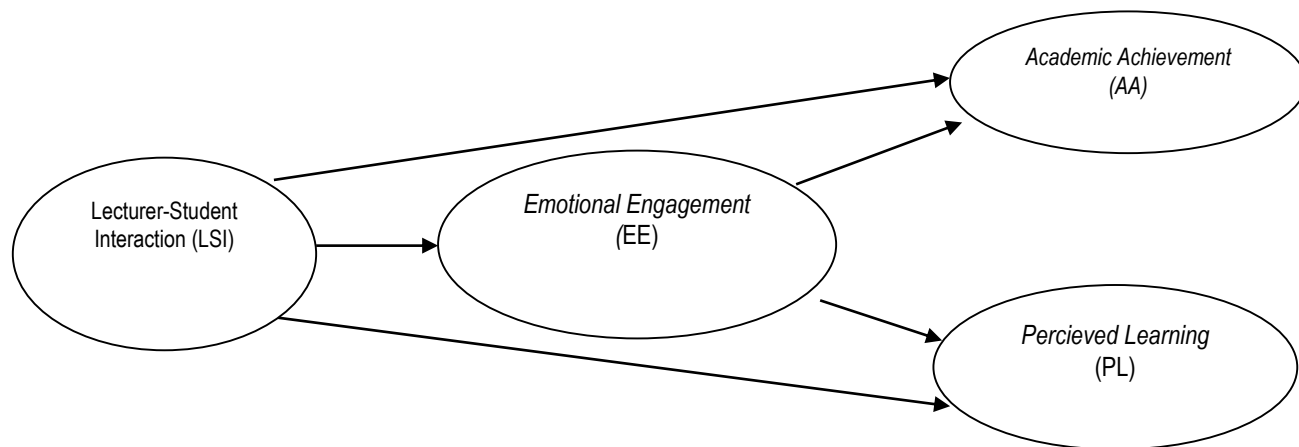 Academic Achievement
(AA)
Lecturer-Student
Interaction (LSI)
Emotional Engagement
(EE)
Percieved Learning
(PL)